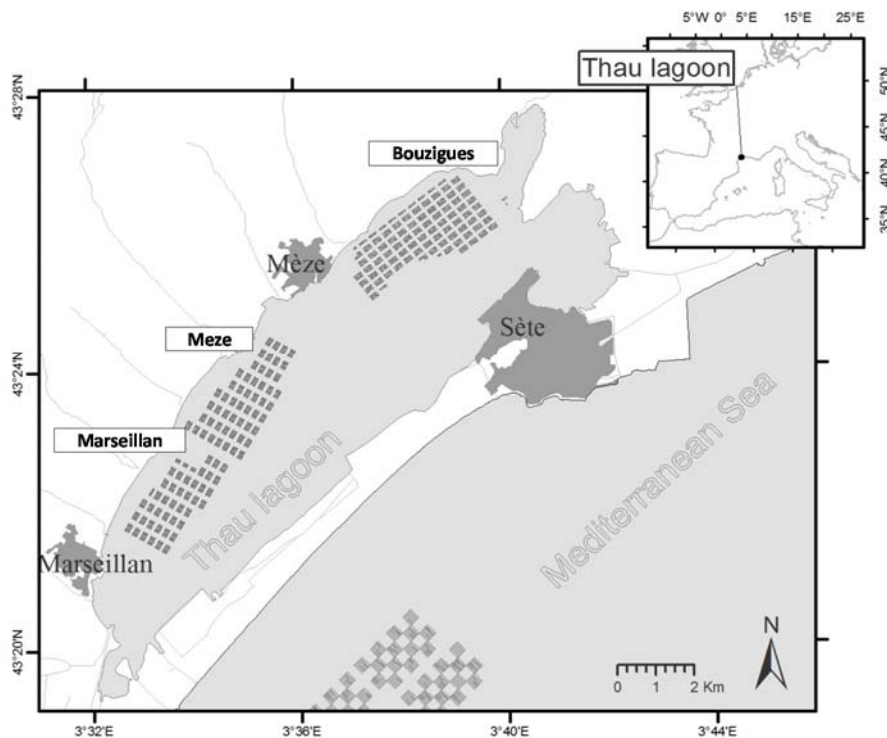 5°W 0° 5°E 15°E 25°E
Thau lagoon
50°N
45°N
40°N
35°N
43°28'N
Bouzigues
Mèze
Sète
Meze
43°24'N
Marseillan
Thau lagoon
Mediterranean Sea
Marseillan
N
43°20'N
0 1 2 Km
3°32'E 3°36'E 3°40'E 3°44'E